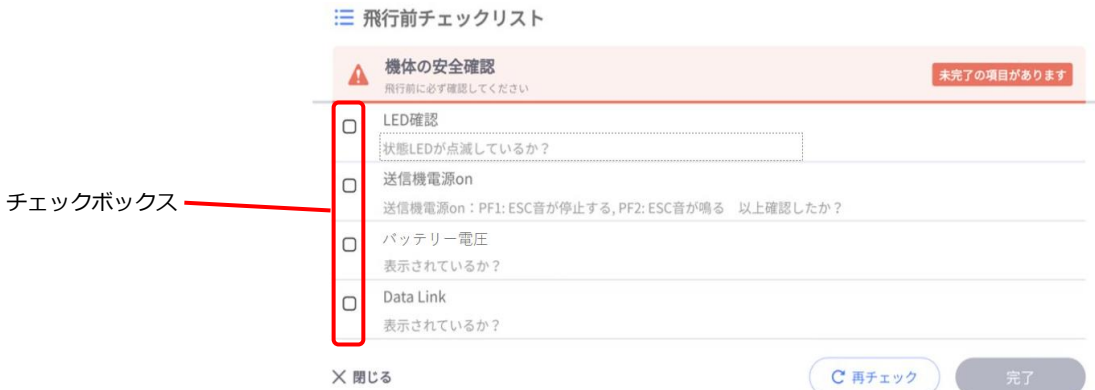 飛行前チェックリスト
機体の安全確認
飛行前に必ず確認してください
未完了の項目があります
LED確認
状態LEDが点滅しているか？
送信機電源on
送信機電源on：PF1: ESC音が停止する, PF2: ESC音が鳴る　以上確認したか？
チェックボックス
バッテリー電圧
表示されているか？
Data Link
表示されているか？
閉じる
再チェック
完了